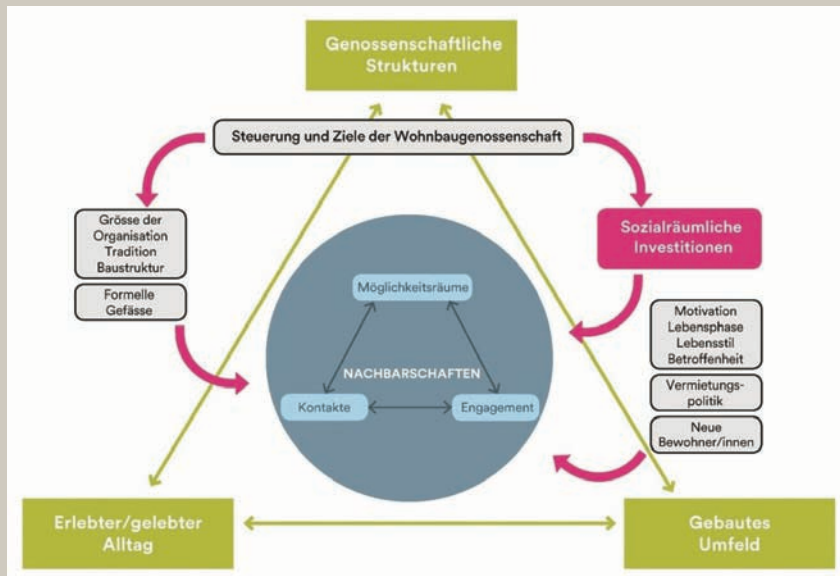 Genossenschaftliche
Strukturen
Steuerung und Ziele der Wohnbaugenossenschaft
Grösse der
Organisation
Tradition
Baustruktur
Formelle
Gefässe
Sozialräumliche
Investitionen
Motivation
Lebensphase
Lebensstil
Betroffenheit
Vermietungs-
politik
Neue
Bewohner/innen
Möglichkeitsräume
NACHBARSCHAFTEN
Kontakte
Engagement
Erlebter/gelebter
Alltag
Gebautes
Umfeld